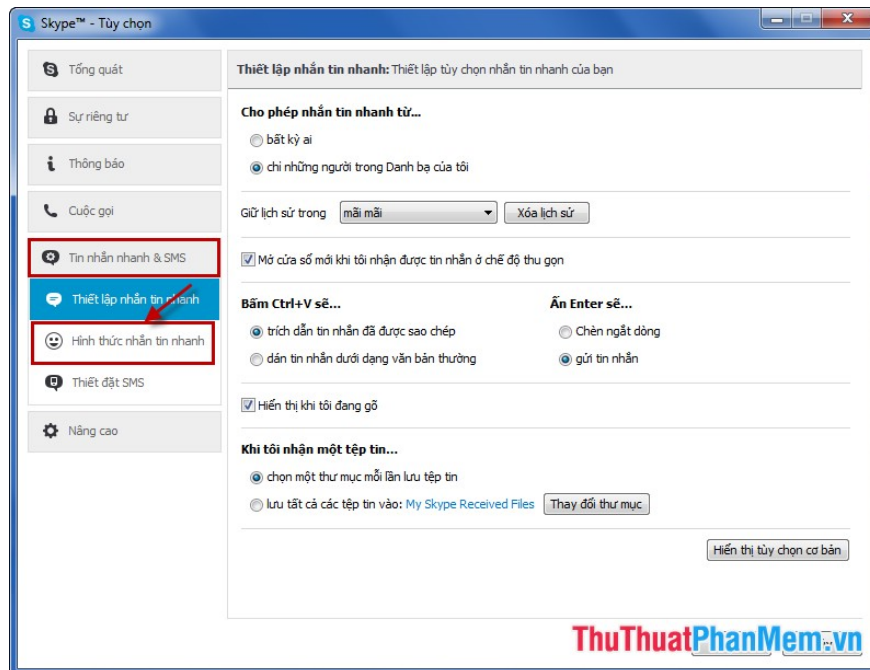 Skype™ - Tùy chọn
Tổng quát
Sự riêng tư
Thông báo
Cuộc gọi
Tin nhắn nhanh & SMS
Thiết lập nhắn tin nhanh
Hình thức nhắn tin nhanh
Thiết đặt SMS
Nâng cao
Thiết lập nhắn tin nhanh: Thiết lập tùy chọn nhắn tin nhanh của bạn
Cho phép nhắn tin nhanh từ...
bất kỳ ai
chỉ những người trong Danh bạ của tôi
Giữ lịch sử trong mãi mãi Xóa lịch sử
Mở cửa sổ mới khi tôi nhận được tin nhắn ở chế độ thu gọn
Bấm Ctrl+V sẽ... Ấn Enter sẽ...
trích dẫn tin nhắn đã được sao chép Chèn ngắt dòng
dán tin nhắn dưới dạng văn bản thường gửi tin nhắn
Hiển thị khi tôi đang gõ
Khi tôi nhận một tệp tin...
chọn một thư mục mỗi lần lưu tệp tin
lưu tất cả các tệp tin vào: My Skype Received Files Thay đổi thư mục
Hiển thị tùy chọn cơ bản
ThuThuatPhanMem.vn